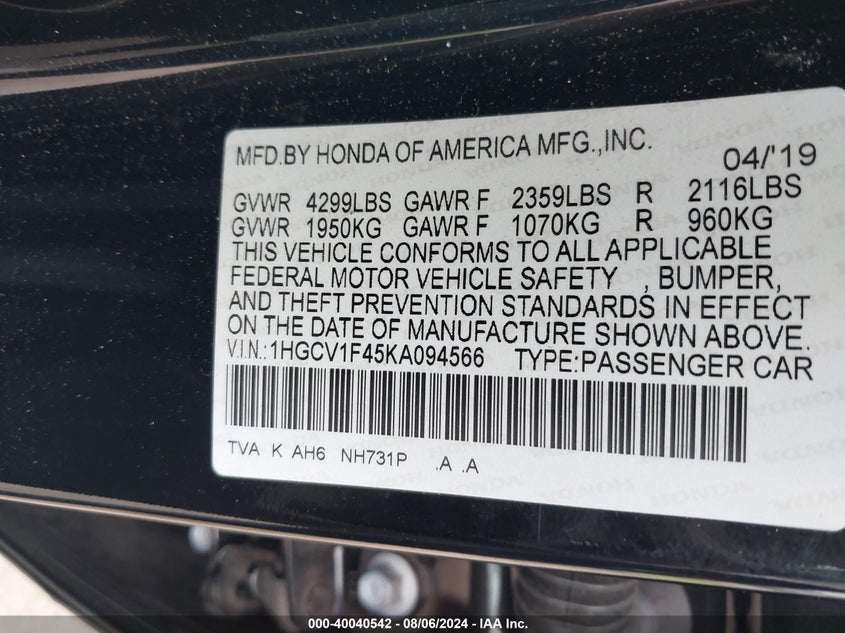 MFD.BY HONDA OF AMERICA MFG.,INC. 04/'19
GVWR 4299LBS GAWR F 2359LBS R 2116LBS
GVWR 1950KG GAWR F 1070KG R 960KG
THIS VEHICLE CONFORMS TO ALL APPLICABLE
FEDERAL MOTOR VEHICLE SAFETY , BUMPER,
AND THEFT PREVENTION STANDARDS IN EFFECT
ON THE DATE OF MANUFACTURE SHOWN ABOVE.
V.I.N.:1HGCV1F45KA094566 TYPE:PASSENGER CAR
TVA K AH6 NH731P .A .A
000-40040542 - 08/06/2024 - IAA Inc.